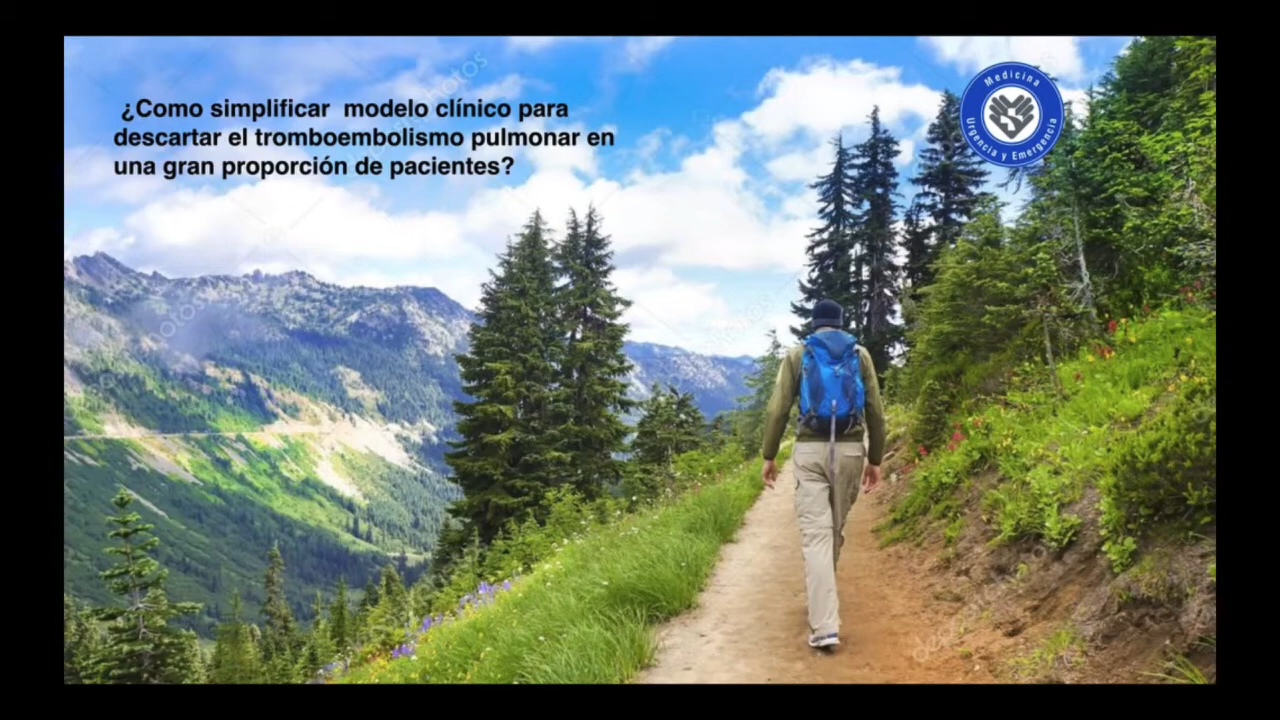 ¿Como simplificar  modelo clínico para
descartar el tromboembolismo pulmonar en
una gran proporción de pacientes?
Medicina
Urgencia y Emergencia